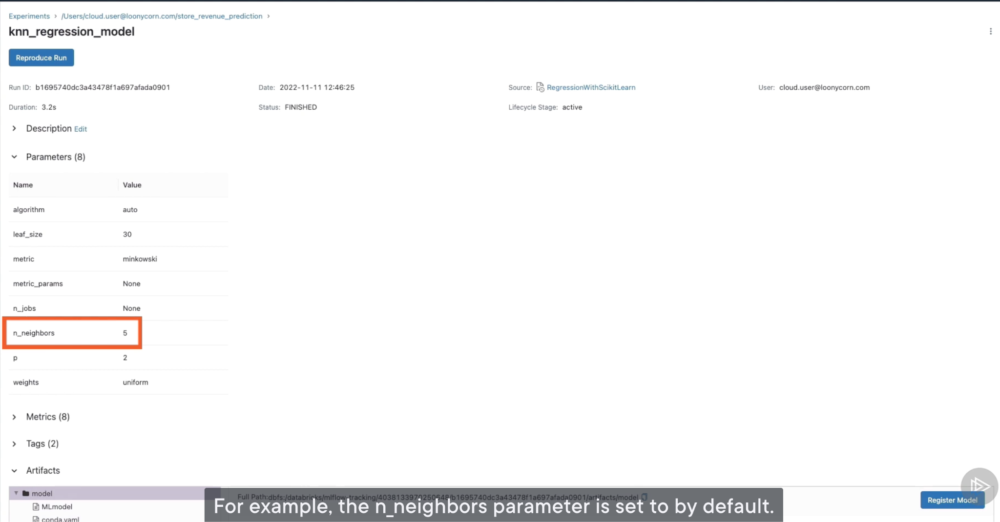 Experiments > /Users/cloud.user@loonycorn.com/store_revenue_prediction >
knn_regression_model
Reproduce Run
Run ID: b1695740dc3a43478f1a697afada0901 Date: 2022-11-11 12:46:25 Source: RegressionWithScikitLearn User: cloud.user@loonycorn.com
Duration: 3.2s Status: FINISHED Lifecycle Stage: active
Description Edit
Parameters (8)
Name Value
algorithm auto
leaf_size 30
metric minkowski
metric_params None
n_jobs None
n_neighbors 5
p 2
weights uniform
Metrics (8)
Tags (2)
Artifacts
model
Full Path:dbfs:/databricks/mlflow-tracking/4038133970250648/b1695740dc3a43478f1a697afada0901/artifacts/model
Register Model
MLmodel
conda.yaml
For example, the n_neighbors parameter is set to by default.